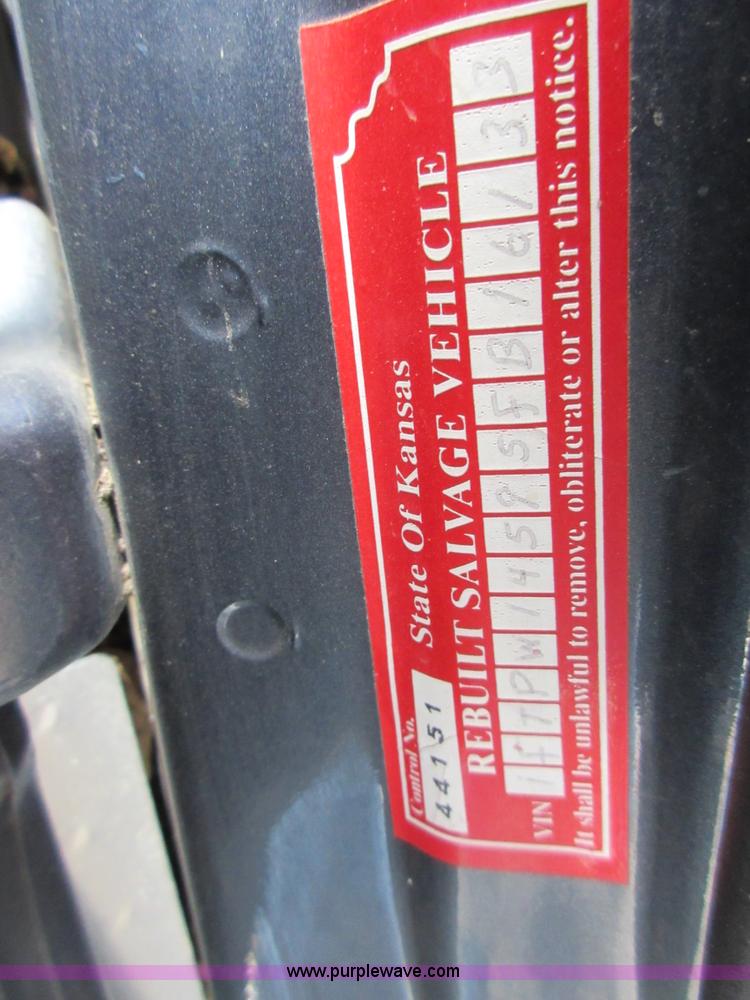 Control No.
44151
State Of Kansas
REBUILT SALVAGE VEHICLE
VIN 1FTPW14595FB16133
It shall be unlawful to remove, obliterate or alter this notice.
www.purplewave.com